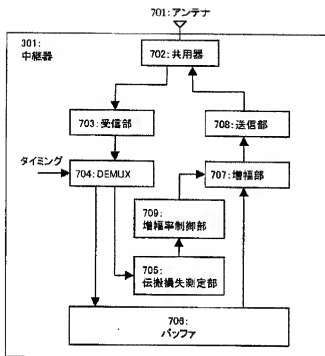 701:アンテナ
301:
中継器
702:共用器
703:受信部
708:送信部
タイミング
704:DEMUX
707:増幅部
709:
増幅率制御部
705:
伝搬損失測定部
706:
バッファ